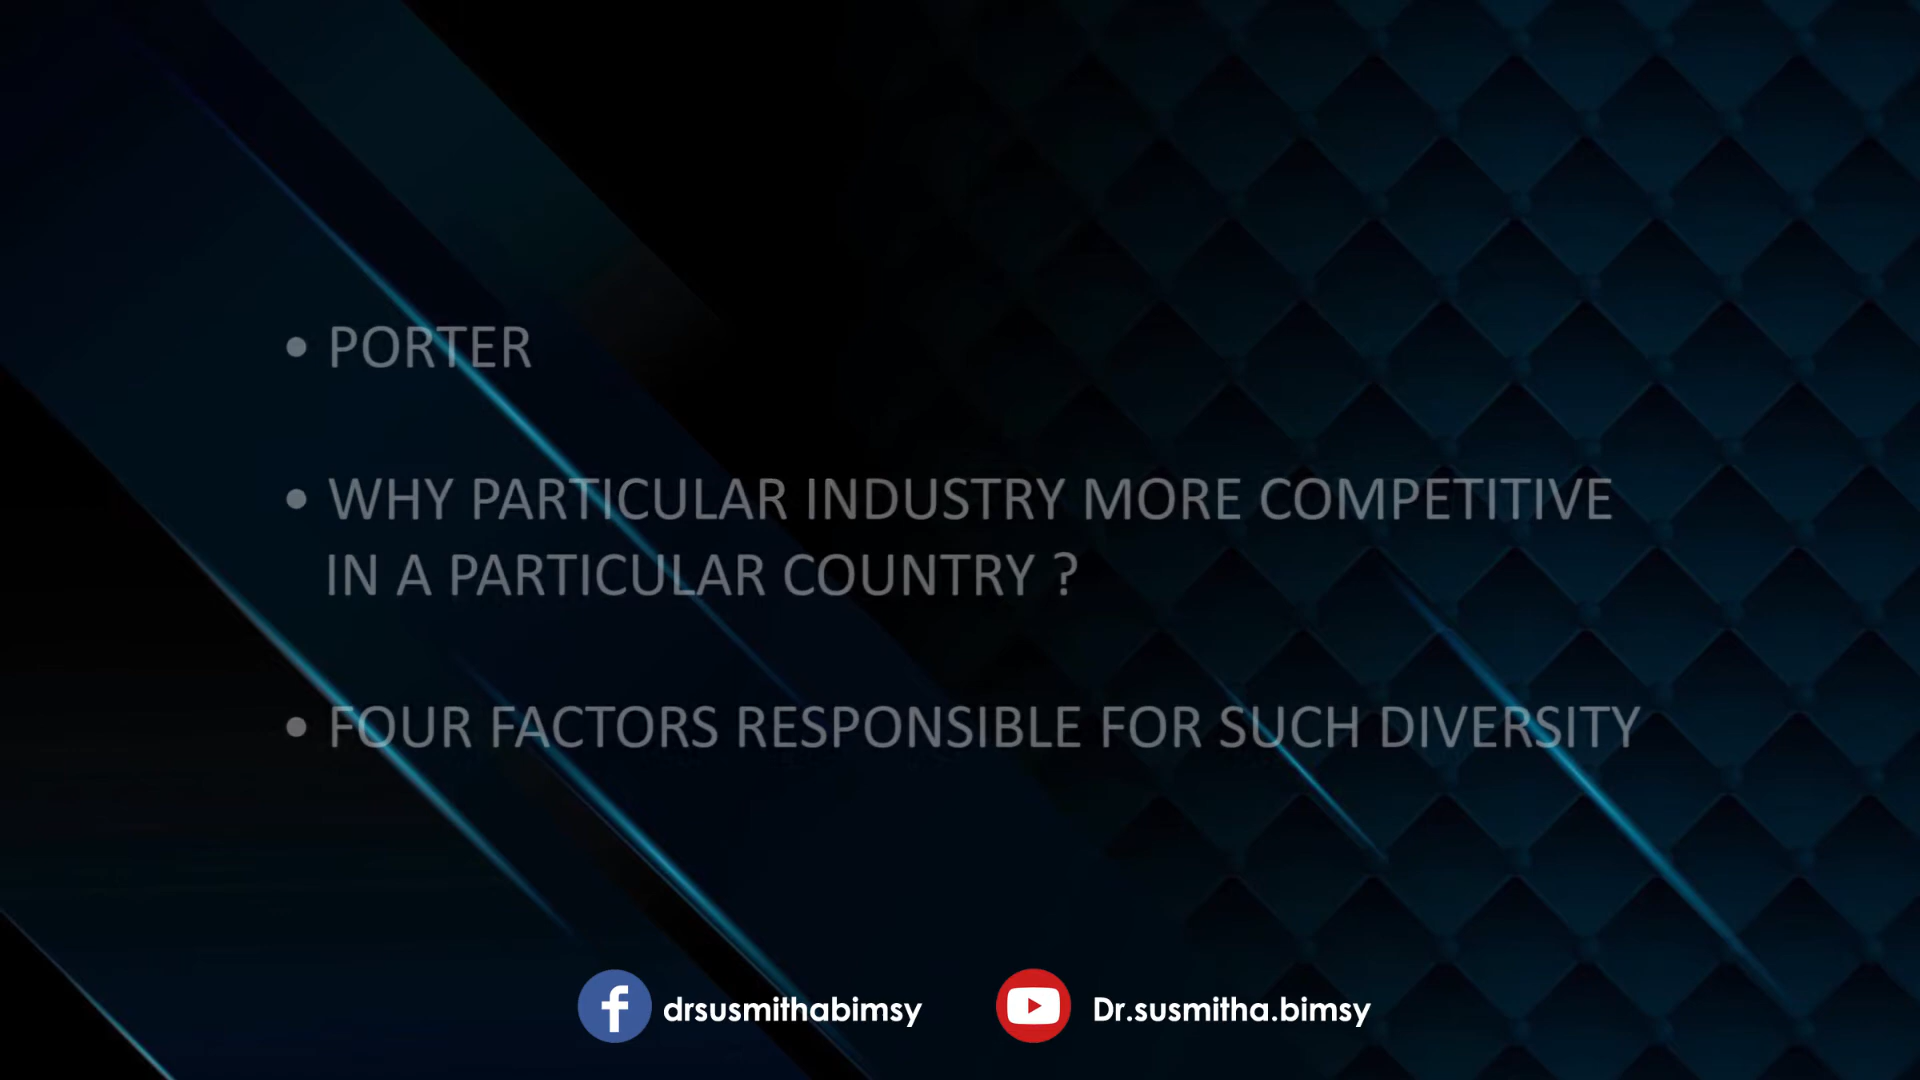 • PORTER
• WHY PARTICULAR INDUSTRY MORE COMPETITIVE
IN A PARTICULAR COUNTRY ?
• FOUR FACTORS RESPONSIBLE FOR SUCH DIVERSITY
drsusmithabimsy
Dr.susmitha.bimsy